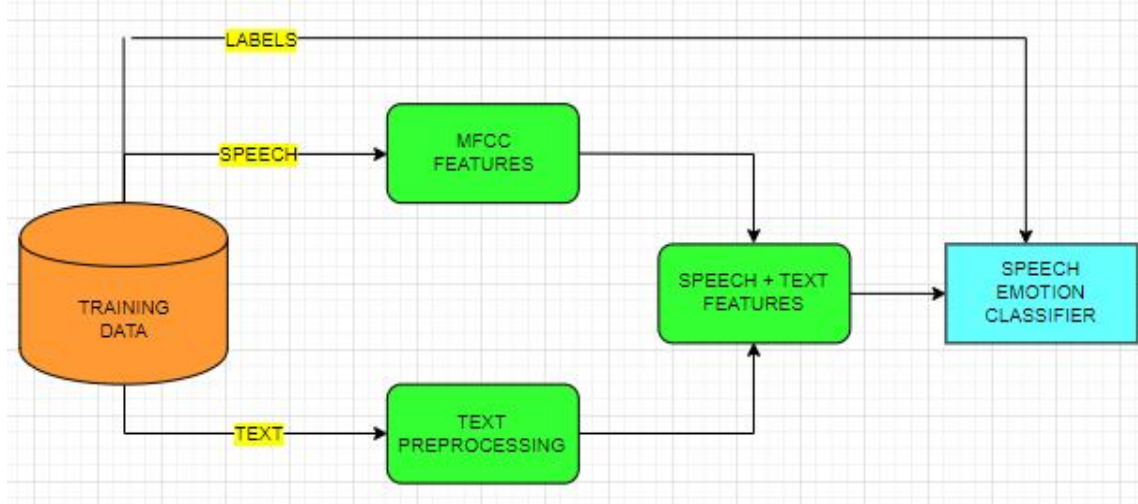 LABELS
SPEECH
MFCC
FEATURES
TRAINING
DATA
SPEECH + TEXT
FEATURES
SPEECH
EMOTION
CLASSIFIER
TEXT
TEXT
PREPROCESSING